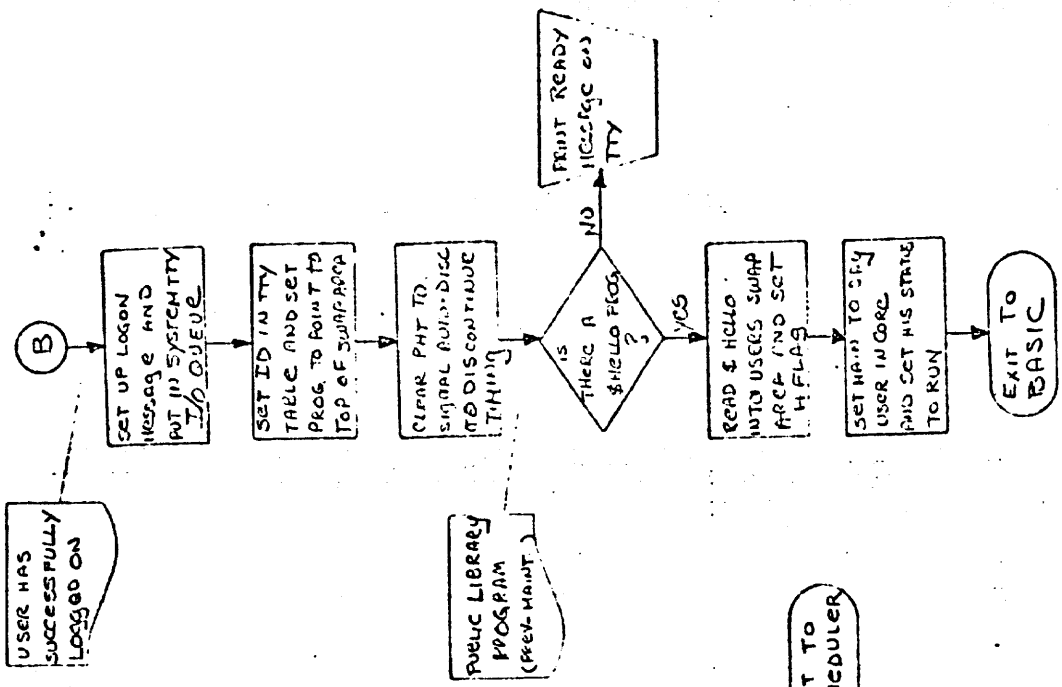 B
USER HAS
SUCCESSFULLY
LOGGED ON
SET UP LOGON
MESSAGE AND
PUT IN SYSTEM TTY
I/O QUEUE
SET ID IN TTY
TABLE AND SET
PROG. TO POINT TO
TOP OF SWAP AREA
CLEAR PHT TO
SIGNAL AUTO-DISC
TO DISCONTINUE
TIMING
PUBLIC LIBRARY
PROGRAM
(PREV. MAINT.)
IS
THERE A
$HELLO PROG
?
NO
PRINT READY
MESSAGE ON
TTY
YES
READ $ HELLO
INTO USERS SWAP
AREA AND SET
HFLAG
SET MAIN TO SAY
USER IN CORE
AND SET HIS STATUS
TO RUN
EXIT TO
BASIC
T TO
EDULER